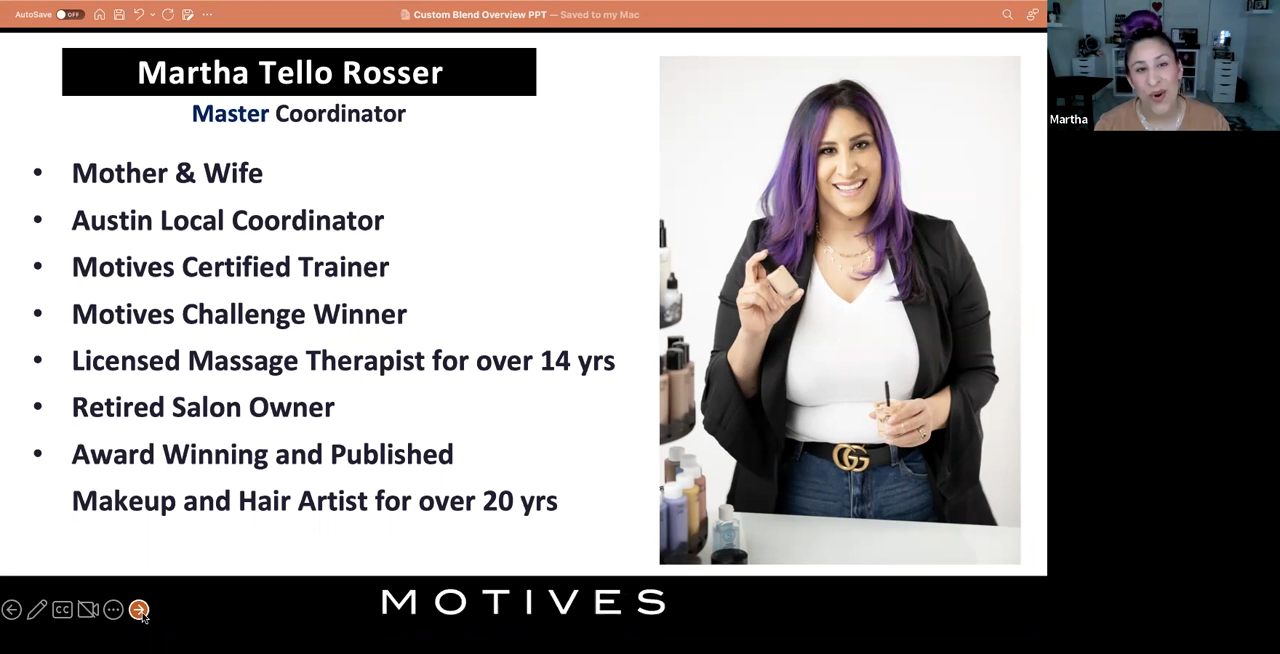 AutoSave OFF
Custom Blend Overview PPT — Saved to my Mac
Martha Tello Rosser
Master Coordinator
• Mother & Wife
• Austin Local Coordinator
• Motives Certified Trainer
• Motives Challenge Winner
• Licensed Massage Therapist for over 14 yrs
• Retired Salon Owner
• Award Winning and Published
Makeup and Hair Artist for over 20 yrs
Martha
CC
MOTIVES